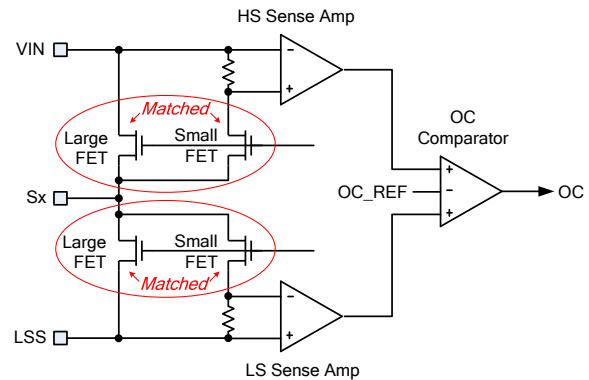 HS Sense Amp
VIN
−
+
Matched
Large
FET
Small
FET
OC
Comparator
+
−
+
OC_REF
OC
Sx
Large
FET
Small
FET
Matched
−
+
LSS
LS Sense Amp